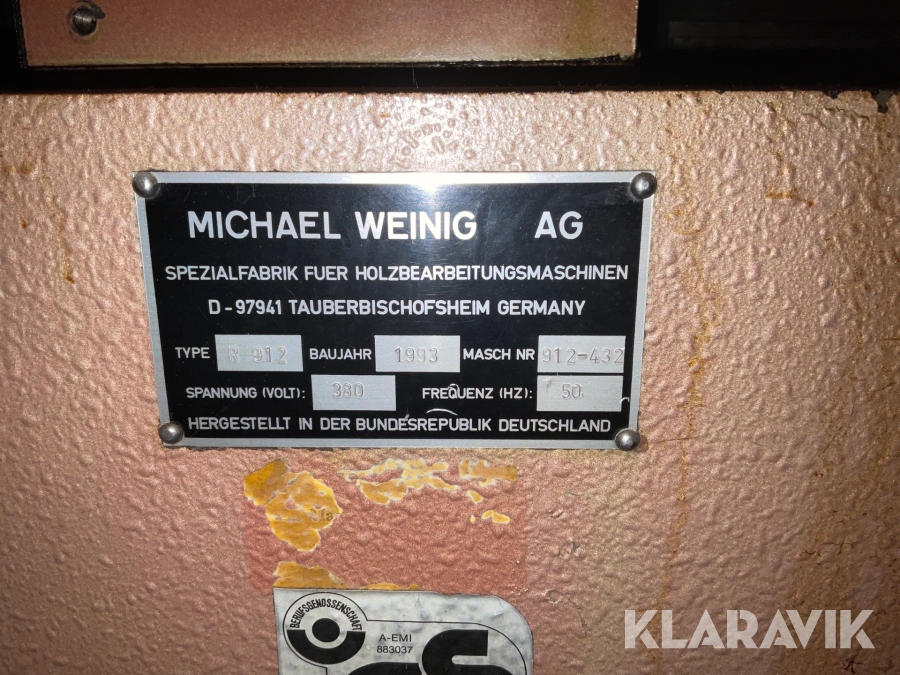 MICHAEL WEINIG AG
SPEZIALFABRIK FUER HOLZBEARBEITUNGSMASCHINEN
D-97941 TAUBERBISCHOFSHEIM GERMANY
TYPE R 912 BAUJAHR 1993 MASCH NR 912-432
SPANNUNG (VOLT): 380 FREQUENZ (HZ): 50
HERGESTELLT IN DER BUNDESREPUBLIK DEUTSCHLAND
BERUFSGENOSSENSCHAFT
A-EMI
883037
GS
KLARAVIK